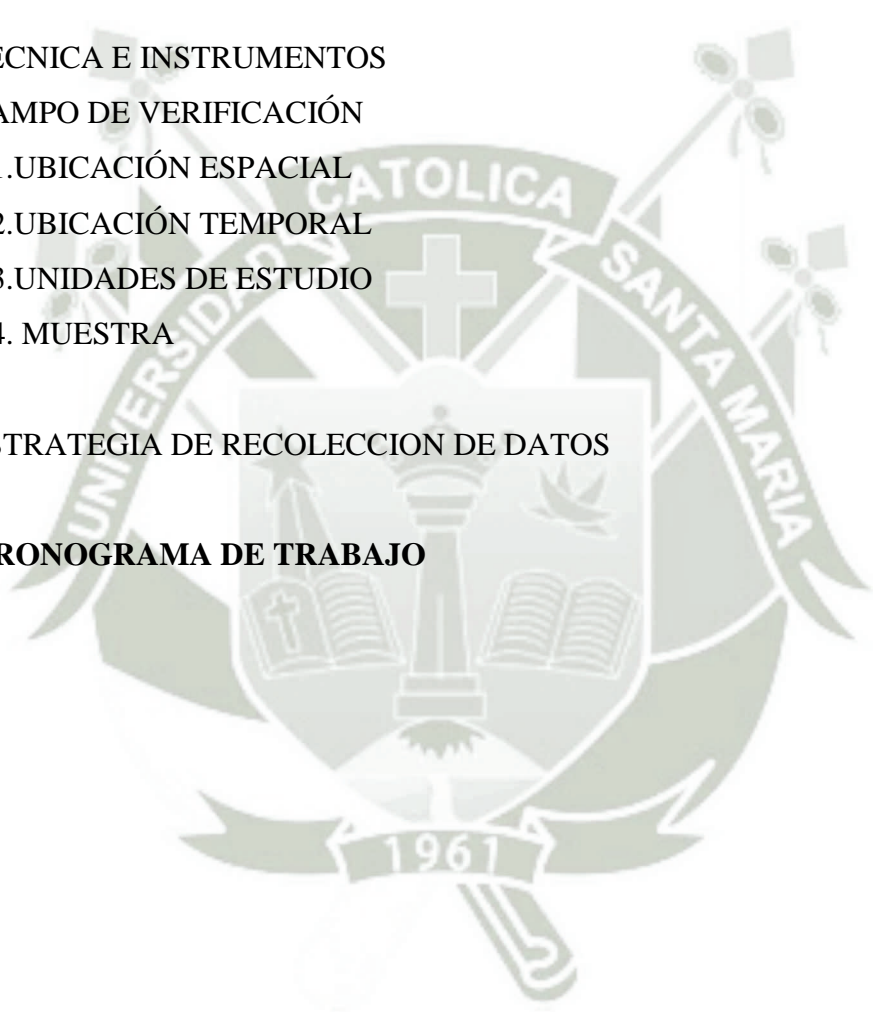 ECNICA E INSTRUMENTOS
AMPO DE VERIFICACIÓN
1.UBICACIÓN ESPACIAL
2.UBICACIÓN TEMPORAL
3.UNIDADES DE ESTUDIO
4. MUESTRA
STRATEGIA DE RECOLECCION DE DATOS
RONOGRAMA DE TRABAJO
UNIVERSIDAD CATOLICA SANTA MARIA
1961